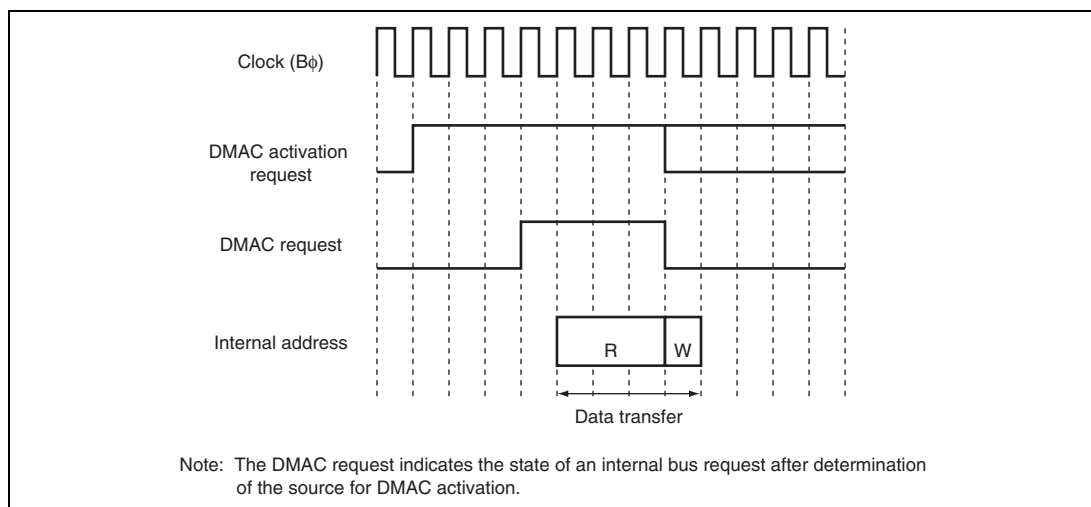 Clock (Bϕ)
DMAC activation
request
DMAC request
Internal address
R
W
Data transfer
Note: The DMAC request indicates the state of an internal bus request after determination
of the source for DMAC activation.